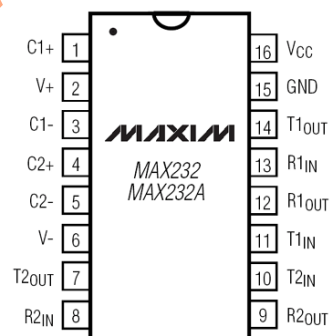 C1+ 1 16 VCC
V+ 2 15 GND
C1- 3 MAXIM 14 T1OUT
C2+ 4 MAX232 13 R1IN
C2- 5 MAX232A 12 R1OUT
V- 6 11 T1IN
T2OUT 7 10 T2IN
R2IN 8 9 R2OUT